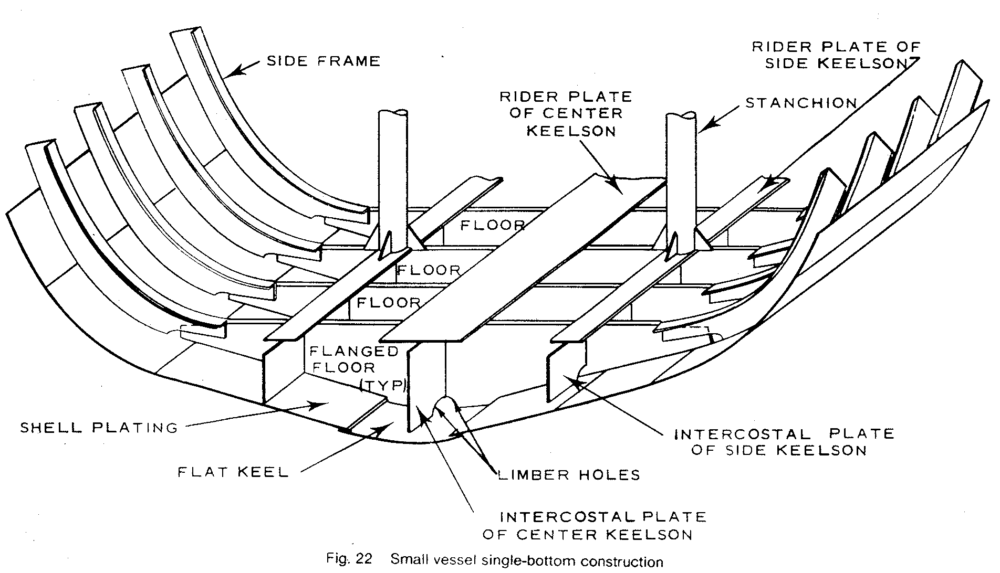 SIDE FRAME
RIDER PLATE OF
SIDE KEELSON
RIDER PLATE
OF CENTER
KEELSON
STANCHION
FLOOR
FLOOR
FLOOR
FLANGED
FLOOR
(TYP)
SHELL PLATING
FLAT KEEL
INTERCOSTAL PLATE
OF SIDE KEELSON
LIMBER HOLES
INTERCOSTAL PLATE
OF CENTER KEELSON
Fig. 22 Small vessel single-bottom construction